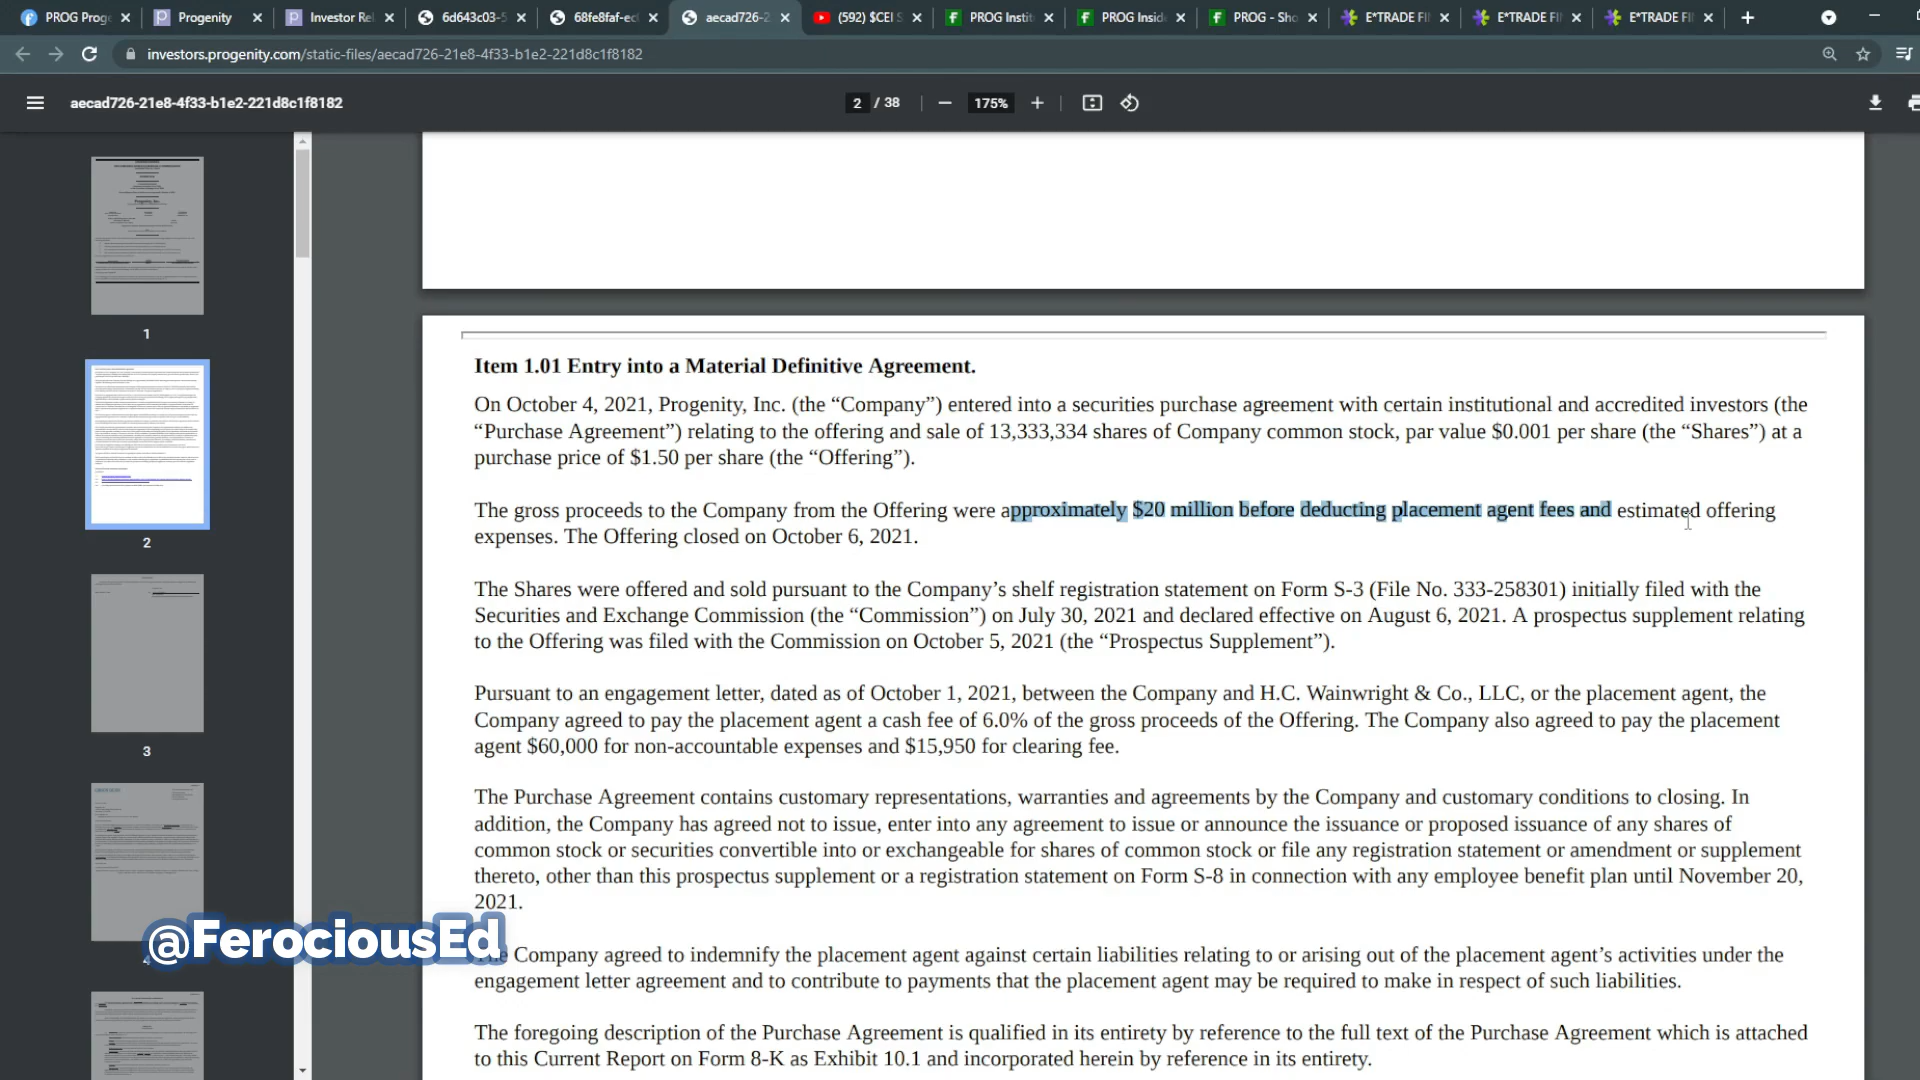 PROG Prog
Progenity
Investor Re
6d643c03-5
68fe8faf-ec
aecad726-2
(592) $CEI S
PROG Instit
PROG Insid
PROG - Sho
E*TRADE FI
E*TRADE FI
E*TRADE FI
investors.progenity.com/static-files/aecad726-21e8-4f33-b1e2-221d8c1f8182
aecad726-21e8-4f33-b1e2-221d8c1f8182
2 / 38
175%
1
2
3
4
Item 1.01 Entry into a Material Definitive Agreement.
On October 4, 2021, Progenity, Inc. (the “Company”) entered into a securities purchase agreement with certain institutional and accredited investors (the
“Purchase Agreement”) relating to the offering and sale of 13,333,334 shares of Company common stock, par value $0.001 per share (the “Shares”) at a
purchase price of $1.50 per share (the “Offering”).
The gross proceeds to the Company from the Offering were approximately $20 million before deducting placement agent fees and estimated offering
expenses. The Offering closed on October 6, 2021.
The Shares were offered and sold pursuant to the Company’s shelf registration statement on Form S-3 (File No. 333-258301) initially filed with the
Securities and Exchange Commission (the “Commission”) on July 30, 2021 and declared effective on August 6, 2021. A prospectus supplement relating
to the Offering was filed with the Commission on October 5, 2021 (the “Prospectus Supplement”).
Pursuant to an engagement letter, dated as of October 1, 2021, between the Company and H.C. Wainwright & Co., LLC, or the placement agent, the
Company agreed to pay the placement agent a cash fee of 6.0% of the gross proceeds of the Offering. The Company also agreed to pay the placement
agent $60,000 for non-accountable expenses and $15,950 for clearing fee.
The Purchase Agreement contains customary representations, warranties and agreements by the Company and customary conditions to closing. In
addition, the Company has agreed not to issue, enter into any agreement to issue or announce the issuance or proposed issuance of any shares of
common stock or securities convertible into or exchangeable for shares of common stock or file any registration statement or amendment or supplement
thereto, other than this prospectus supplement or a registration statement on Form S-8 in connection with any employee benefit plan until November 20,
2021.
@FerociousEd
The Company agreed to indemnify the placement agent against certain liabilities relating to or arising out of the placement agent’s activities under the
engagement letter agreement and to contribute to payments that the placement agent may be required to make in respect of such liabilities.
The foregoing description of the Purchase Agreement is qualified in its entirety by reference to the full text of the Purchase Agreement which is attached
to this Current Report on Form 8-K as Exhibit 10.1 and incorporated herein by reference in its entirety.